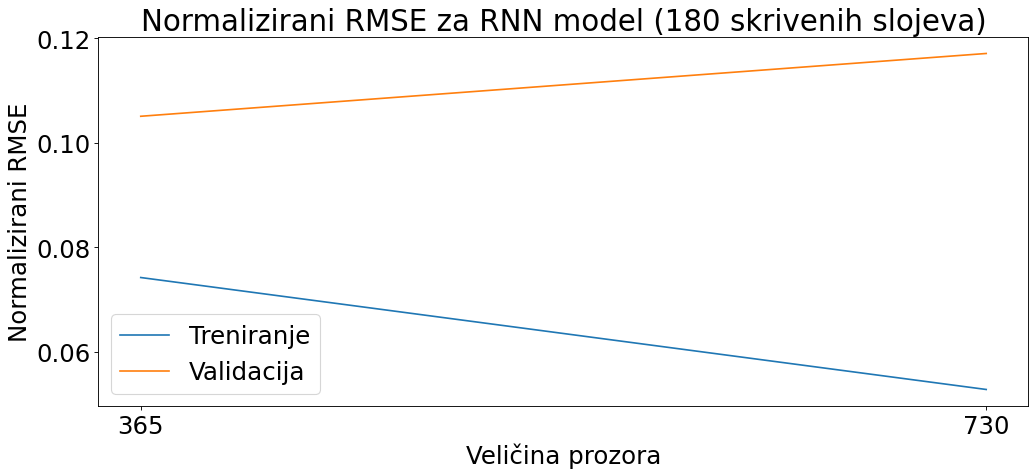 Normalizirani RMSE za RNN model (180 skrivenih slojeva)
Normalizirani RMSE
0.12
0.10
0.08
0.06
Treniranje
Validacija
365
730
Veličina prozora